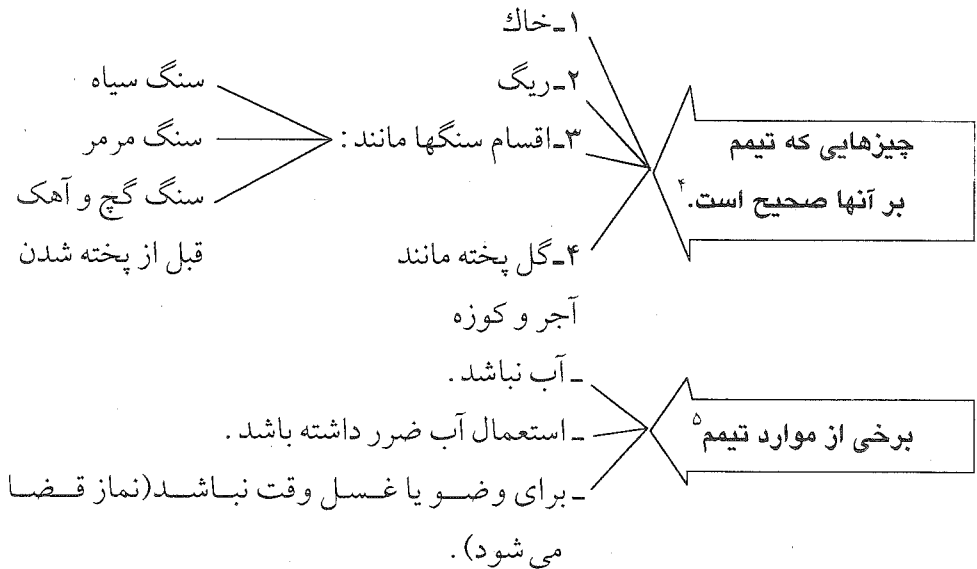 چیزهایی که تیمم
بر آنها صحیح است.۴
۱ـ خاك
۲ـ ریگ
۳ـ اقسام سنگها مانند:
سنگ سیاه
سنگ مرمر
سنگ گچ و آهک
قبل از پخته شدن
۴ـ گل پخته مانند
آجر و کوزه
برخی از موارد تیمم۵
ـ آب نباشد.
ـ استعمال آب ضرر داشته باشد.
ـ برای وضو یا غسل وقت نباشد(نماز قضا
می شود).